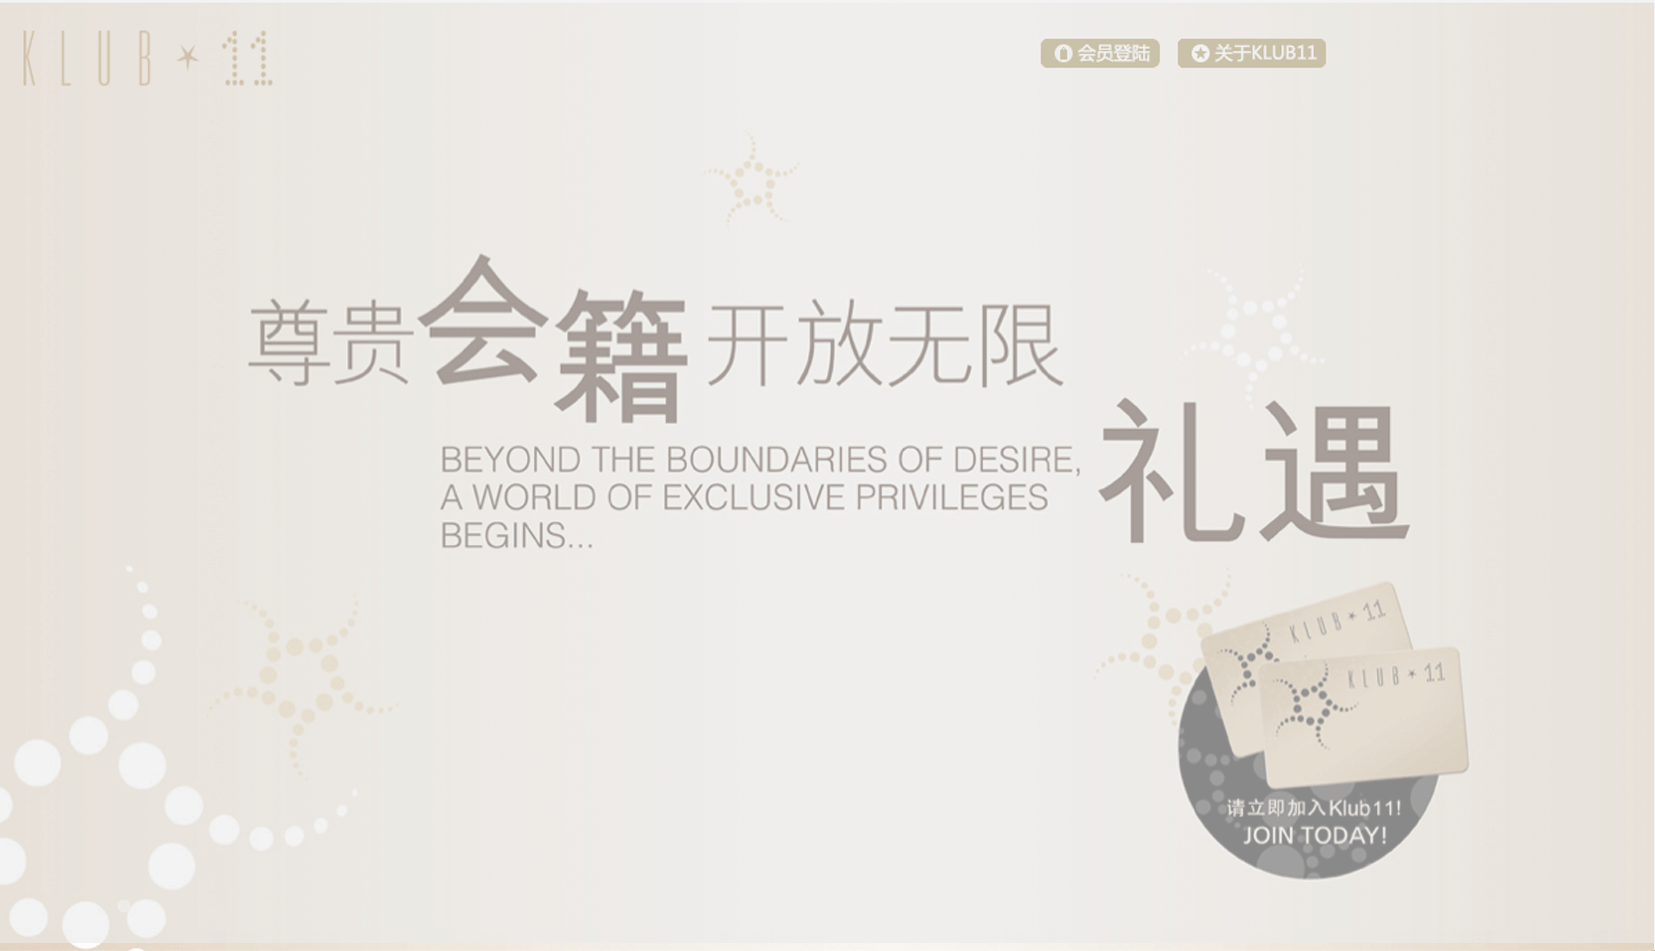 KLUB★11
会员登陆
关于KLUB11
尊贵会籍开放无限
礼遇
BEYOND THE BOUNDARIES OF DESIRE,
A WORLD OF EXCLUSIVE PRIVILEGES
BEGINS...
KLUB★11
KLUB★11
请立即加入Klub11!
JOIN TODAY!